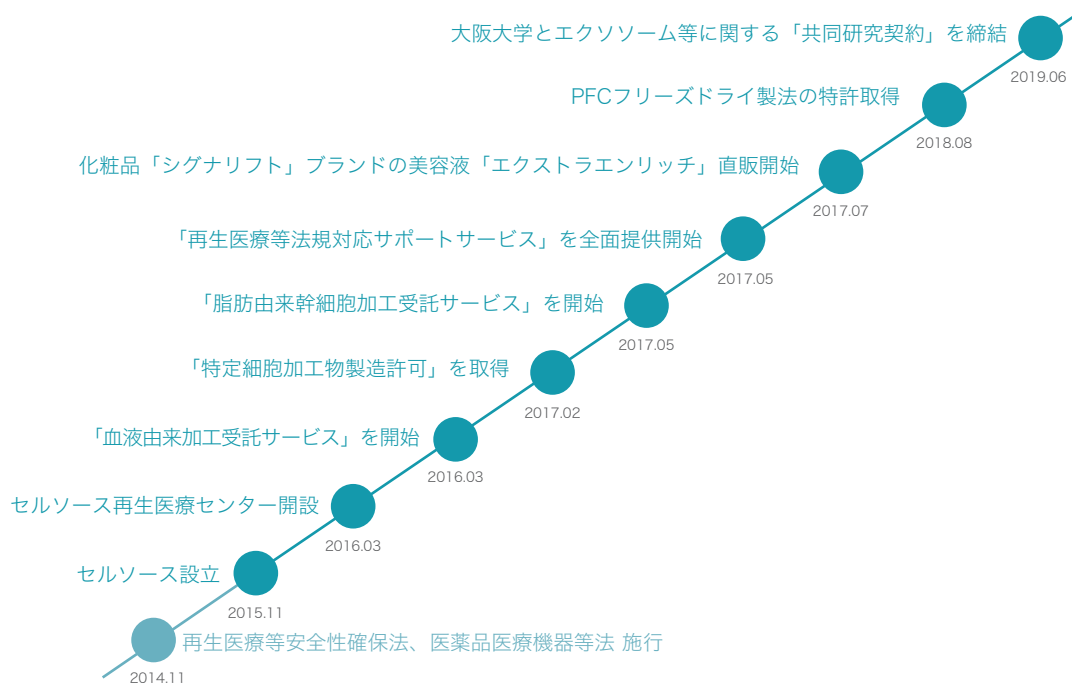 大阪大学とエクソソーム等に関する「共同研究契約」を締結
2019.06
PFCフリーズドライ製法の特許取得
2018.08
化粧品「シグナリフト」ブランドの美容液「エクストラエンリッチ」直販開始
2017.07
「再生医療等法規対応サポートサービス」を全面提供開始
2017.05
「脂肪由来幹細胞加工受託サービス」を開始
2017.05
「特定細胞加工物製造許可」を取得
2017.02
「血液由来加工受託サービス」を開始
2016.03
セルソース再生医療センター開設
2016.03
セルソース設立
2015.11
再生医療等安全性確保法、医薬品医療機器等法 施行
2014.11